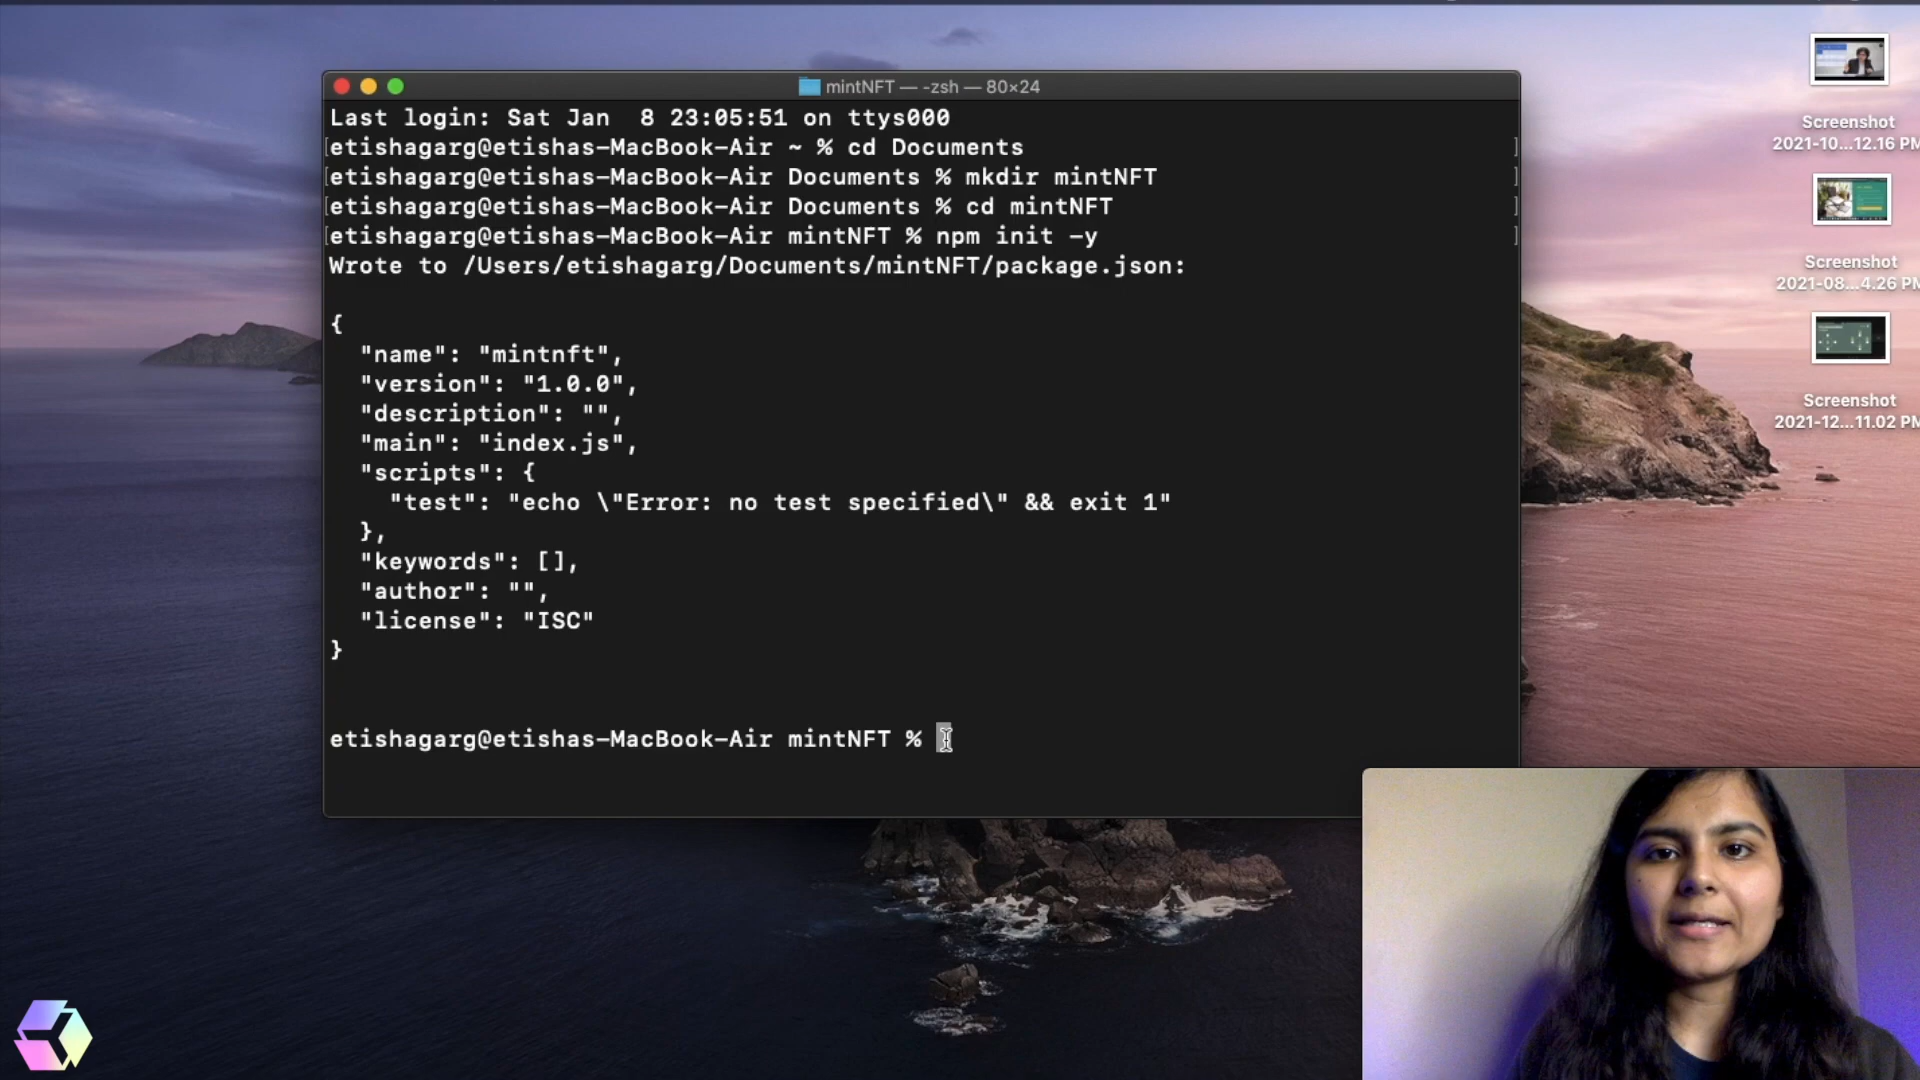 mintNFT — -zsh — 80×24
Last login: Sat Jan  8 23:05:51 on ttys000
[etishagarg@etishas-MacBook-Air ~ % cd Documents ]
[etishagarg@etishas-MacBook-Air Documents % mkdir mintNFT ]
[etishagarg@etishas-MacBook-Air Documents % cd mintNFT ]
[etishagarg@etishas-MacBook-Air mintNFT % npm init -y ]
Wrote to /Users/etishagarg/Documents/mintNFT/package.json:
{
  "name": "mintnft",
  "version": "1.0.0",
  "description": "",
  "main": "index.js",
  "scripts": {
    "test": "echo \"Error: no test specified\" && exit 1"
  },
  "keywords": [],
  "author": "",
  "license": "ISC"
}
etishagarg@etishas-MacBook-Air mintNFT %
Screenshot
2021-10...12.16 PM
Screenshot
2021-08...4.26 PM
Screenshot
2021-12...11.02 PM